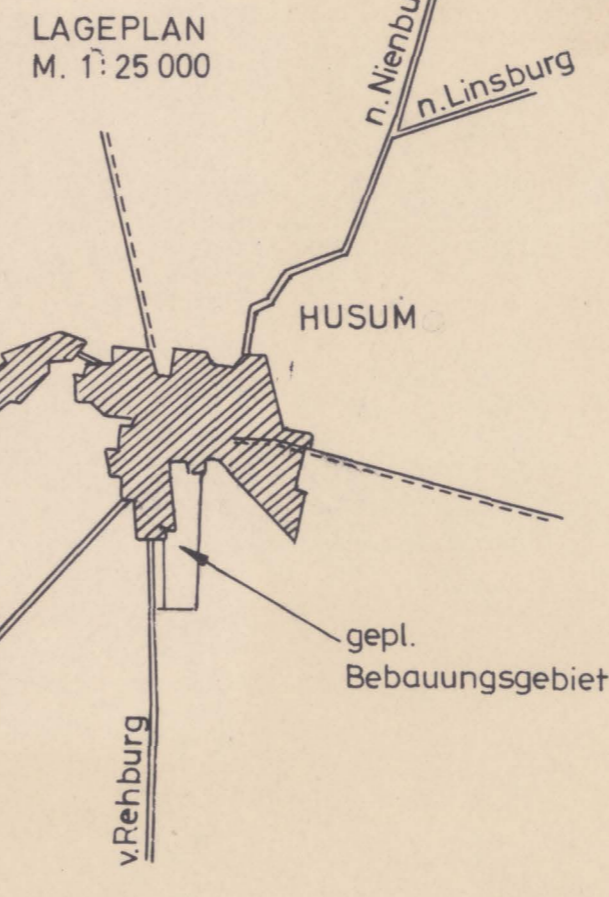 LAGEPLAN
M. 1:25 000
n. Nienbu
n. Linsburg
HUSUM
gepl.
Bebauungsgebiet
v. Rehburg